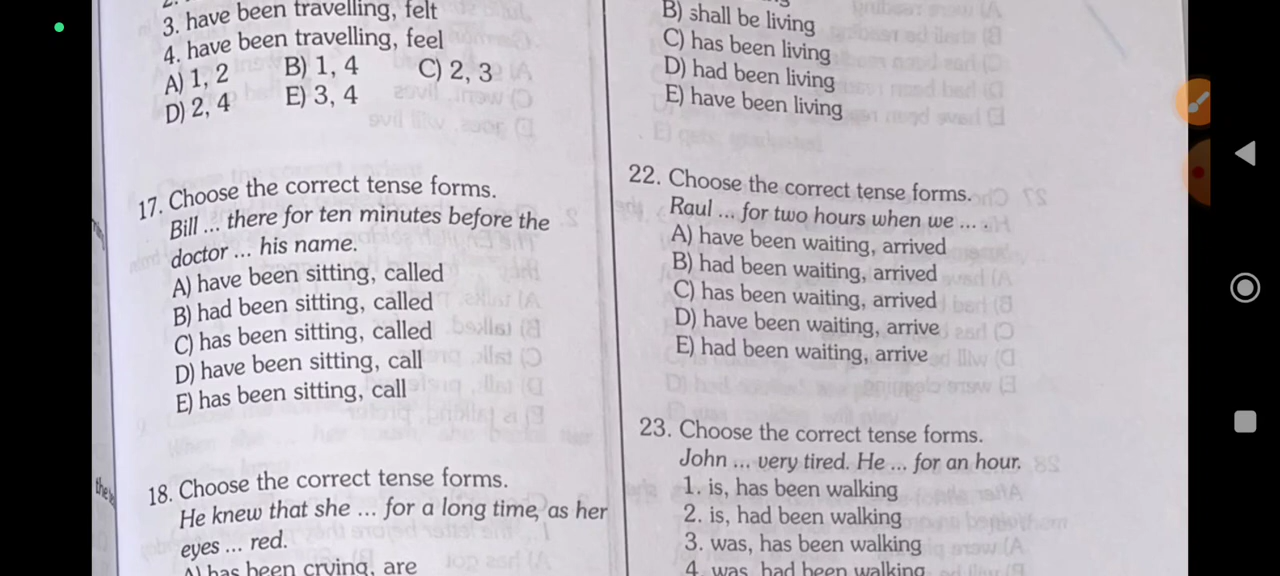 3. have been travelling, felt
4. have been travelling, feel
A) 1, 2 B) 1, 4 C) 2, 3
D) 2, 4 E) 3, 4
17. Choose the correct tense forms.
Bill ... there for ten minutes before the
doctor ... his name.
A) have been sitting, called
B) had been sitting, called
C) has been sitting, called
D) have been sitting, call
E) has been sitting, call
18. Choose the correct tense forms.
He knew that she ... for a long time, as her
eyes ... red.
A) has been crying, are
B) shall be living
C) has been living
D) had been living
E) have been living
22. Choose the correct tense forms.
Raul ... for two hours when we ... .
A) have been waiting, arrived
B) had been waiting, arrived
C) has been waiting, arrived
D) have been waiting, arrive
E) had been waiting, arrive
23. Choose the correct tense forms.
John ... very tired. He ... for an hour.
1. is, has been walking
2. is, had been walking
3. was, has been walking
4. was, had been walking